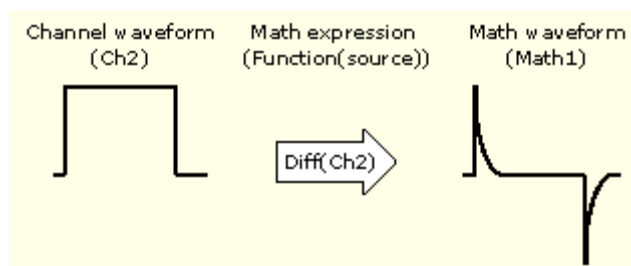 Channel waveform
(Ch2)
Math expression
(Function(source))
Math waveform
(Math1)
Diff(Ch2)